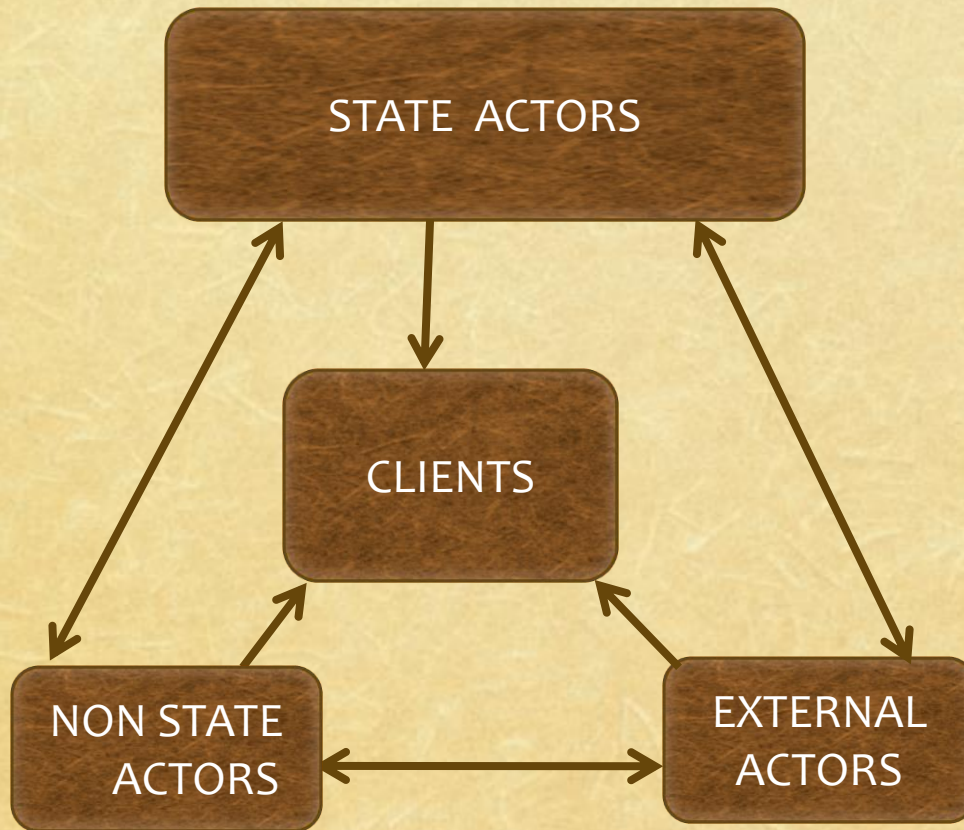 STATE ACTORS
CLIENTS
NON STATE
ACTORS
EXTERNAL
ACTORS